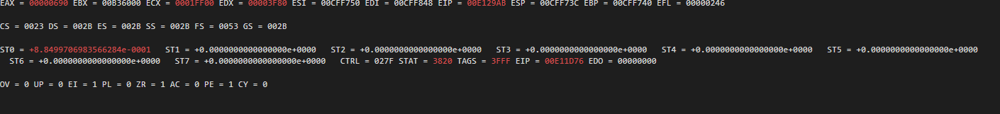 EAX = 00000690 EBX = 00B36000 ECX = 0001FF00 EDX = 00003F80 ESI = 00CFF750 EDI = 00CFF848 EIP = 00E129AB ESP = 00CFF73C EBP = 00CFF740 EFL = 00000246
CS = 0023 DS = 002B ES = 002B SS = 002B FS = 0053 GS = 002B
ST0 = +8.8499706983566284e-0001 ST1 = +0.0000000000000000e+0000 ST2 = +0.0000000000000000e+0000 ST3 = +0.0000000000000000e+0000 ST4 = +0.0000000000000000e+0000 ST5 = +0.0000000000000000e+0000
ST6 = +0.0000000000000000e+0000 ST7 = +0.0000000000000000e+0000 CTRL = 027F STAT = 3820 TAGS = 3FFF EIP = 00E11D76 EDO = 00000000
OV = 0 UP = 0 EI = 1 PL = 0 ZR = 1 AC = 0 PE = 1 CY = 0